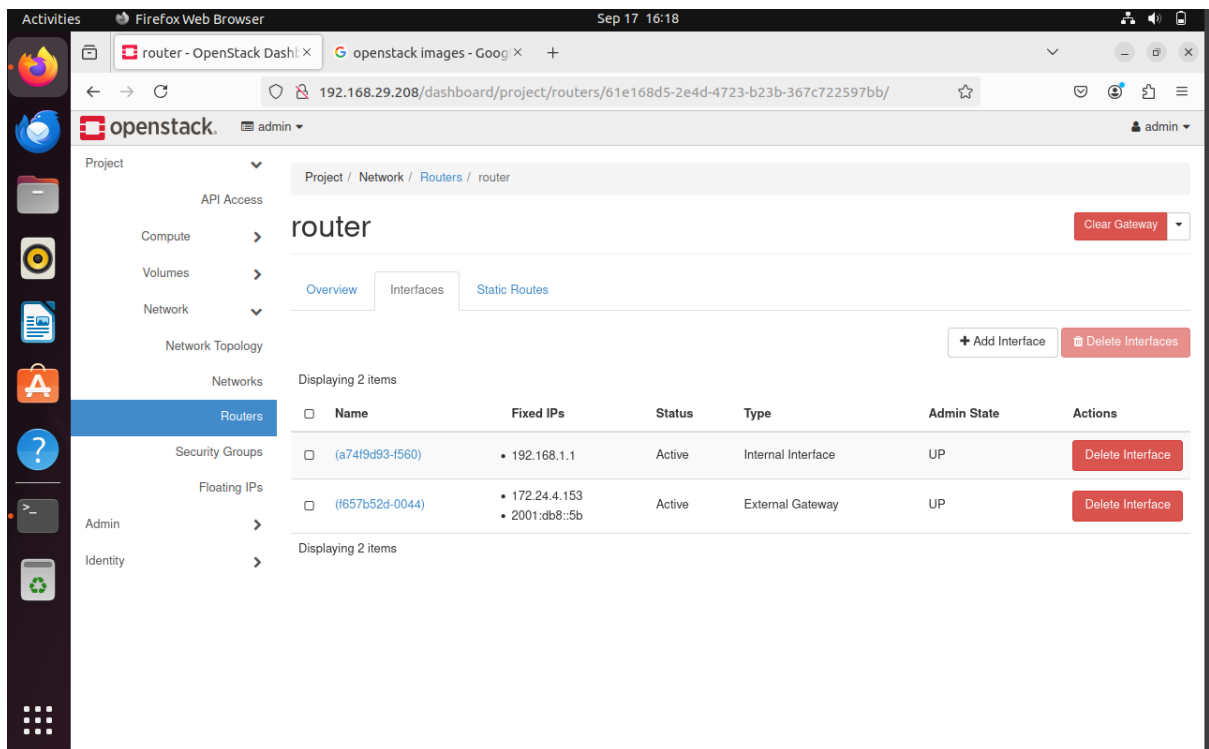 Activities Firefox Web Browser Sep 17 16:18
router - OpenStack Dashb openstack images - Goog
192.168.29.208/dashboard/project/routers/61e168d5-2e4d-4723-b23b-367c722597bb/
openstack. admin admin
Project
API Access
Compute
Volumes
Network
Network Topology
Networks
Routers
Security Groups
Floating IPs
Admin
Identity
Project / Network / Routers / router
router Clear Gateway
Overview Interfaces Static Routes
+ Add Interface Delete Interfaces
Displaying 2 items
Name Fixed IPs Status Type Admin State Actions
(a74f9d93-f560) • 192.168.1.1 Active Internal Interface UP Delete Interface
(f657b52d-0044) • 172.24.4.153 Active External Gateway UP Delete Interface
• 2001:db8::5b
Displaying 2 items